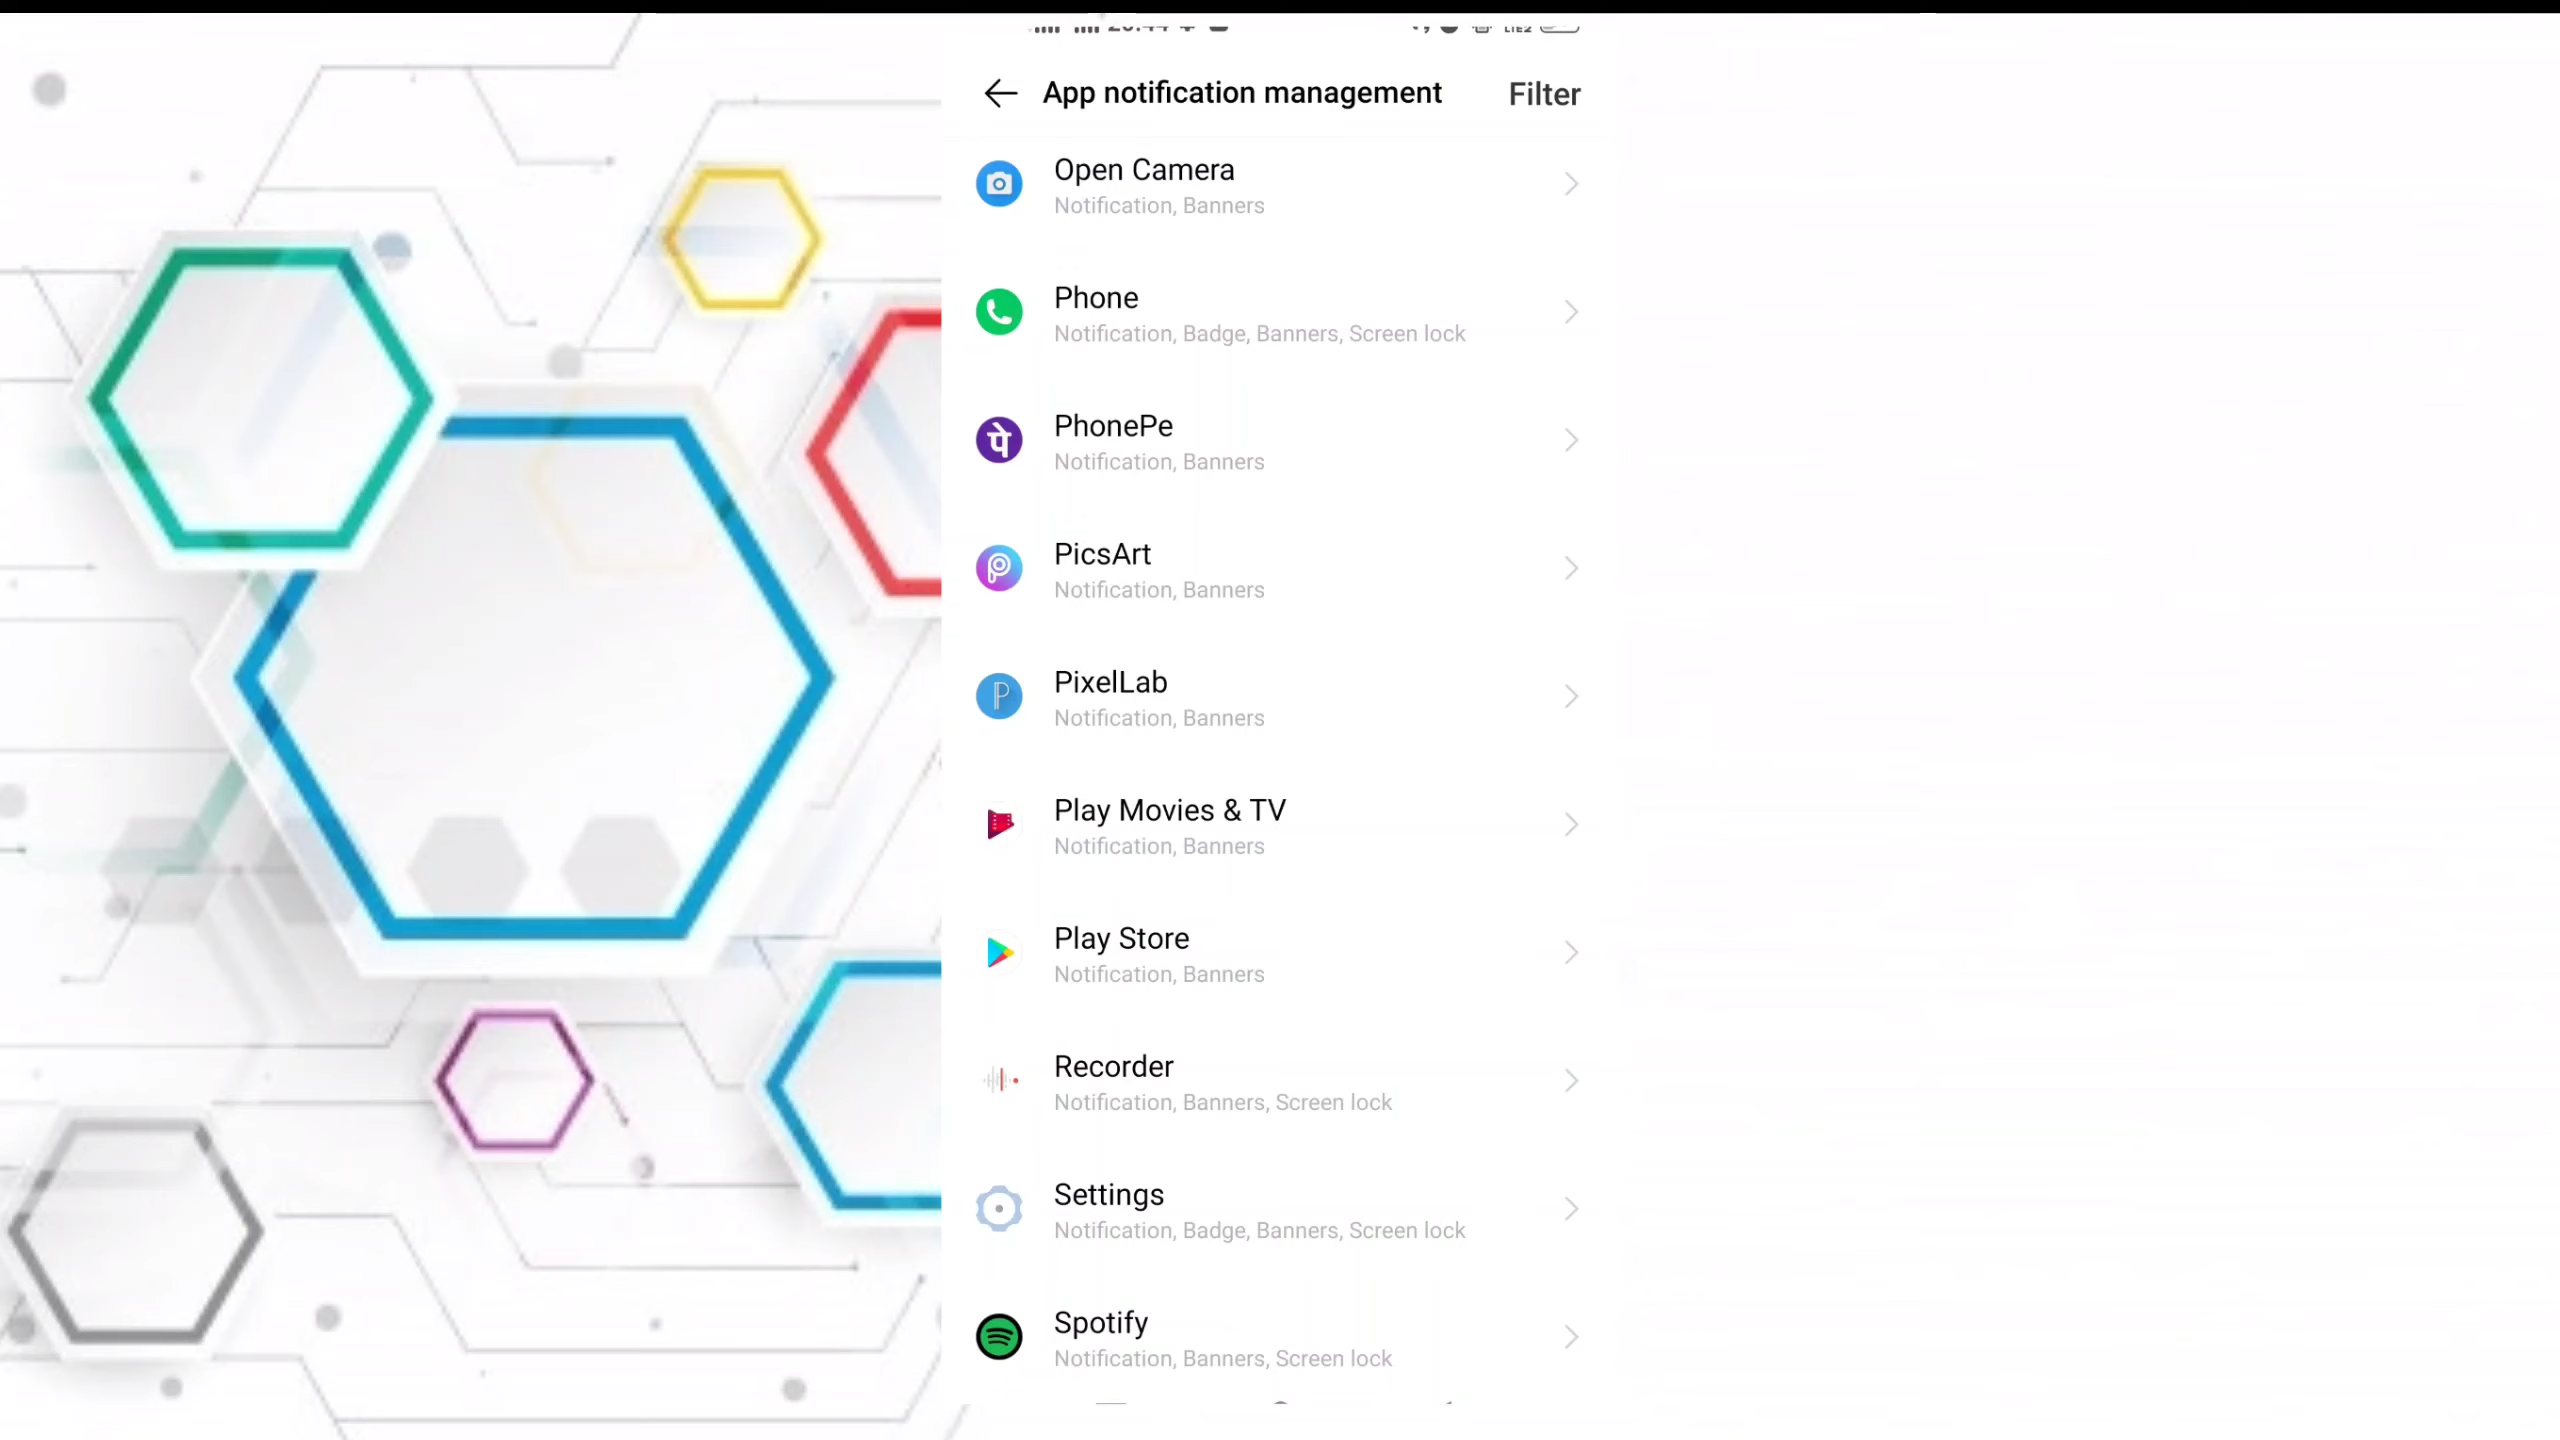 App notification management Filter
Open Camera
Notification, Banners
Phone
Notification, Badge, Banners, Screen lock
पे
PhonePe
Notification, Banners
PicsArt
Notification, Banners
P
PixelLab
Notification, Banners
Play Movies & TV
Notification, Banners
Play Store
Notification, Banners
Recorder
Notification, Banners, Screen lock
Settings
Notification, Badge, Banners, Screen lock
Spotify
Notification, Banners, Screen lock